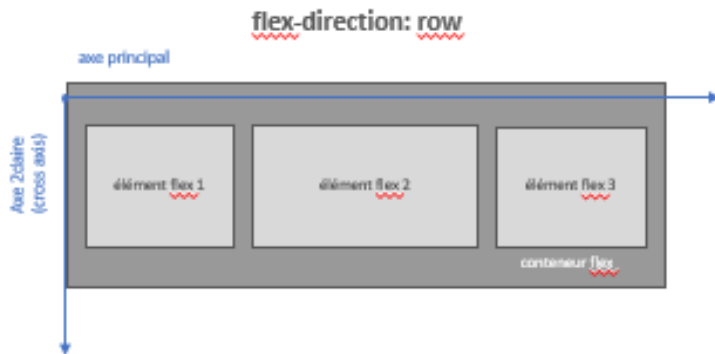 flex-direction: row
axe principal
Axe 2claire
(cross axis)
élément flex 1
élément flex 2
élément flex 3
conteneur flex